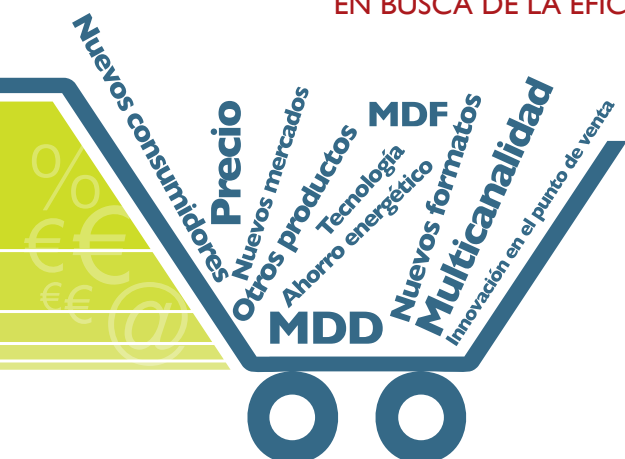 EN BUSCA DE LA EFIC
Nuevos consumidores
Precio
Nuevos mercados
Otros productos
Tecnología
Ahorro energético
MDF
Nuevos formatos
Multicanalidad
Innovación en el punto de venta
MDD
%
€€
€€
@